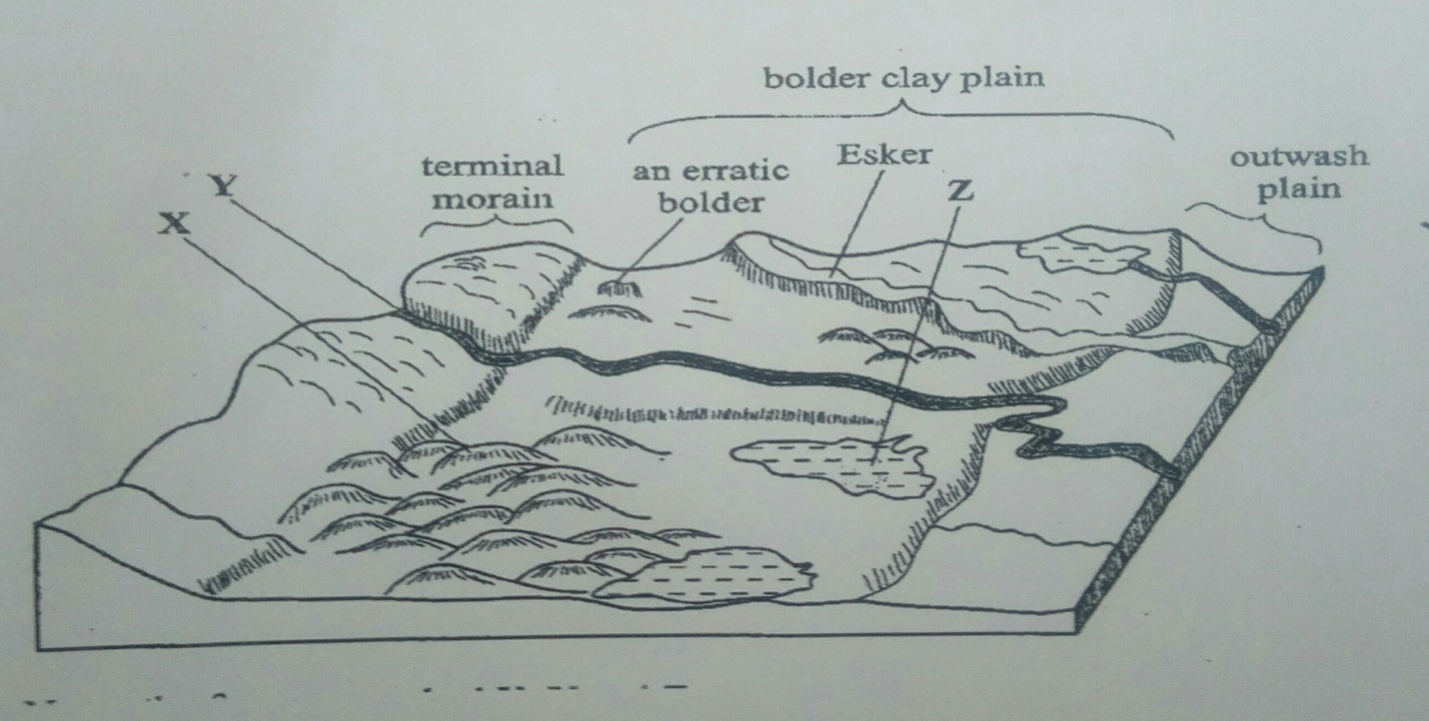 bolder clay plain
Esker
terminal
morain
an erratic
bolder
outwash
plain
Y
X
Z